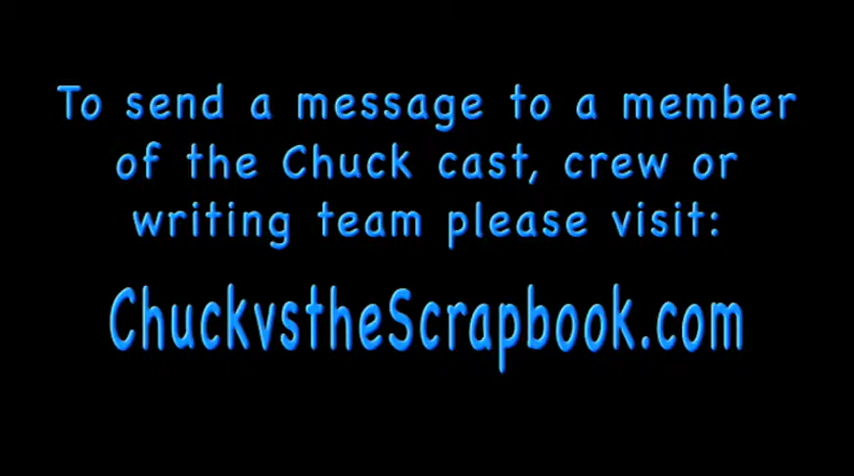 To send a message to a member
of the Chuck cast, crew or
writing team please visit:
ChuckvstheScrapbook.com